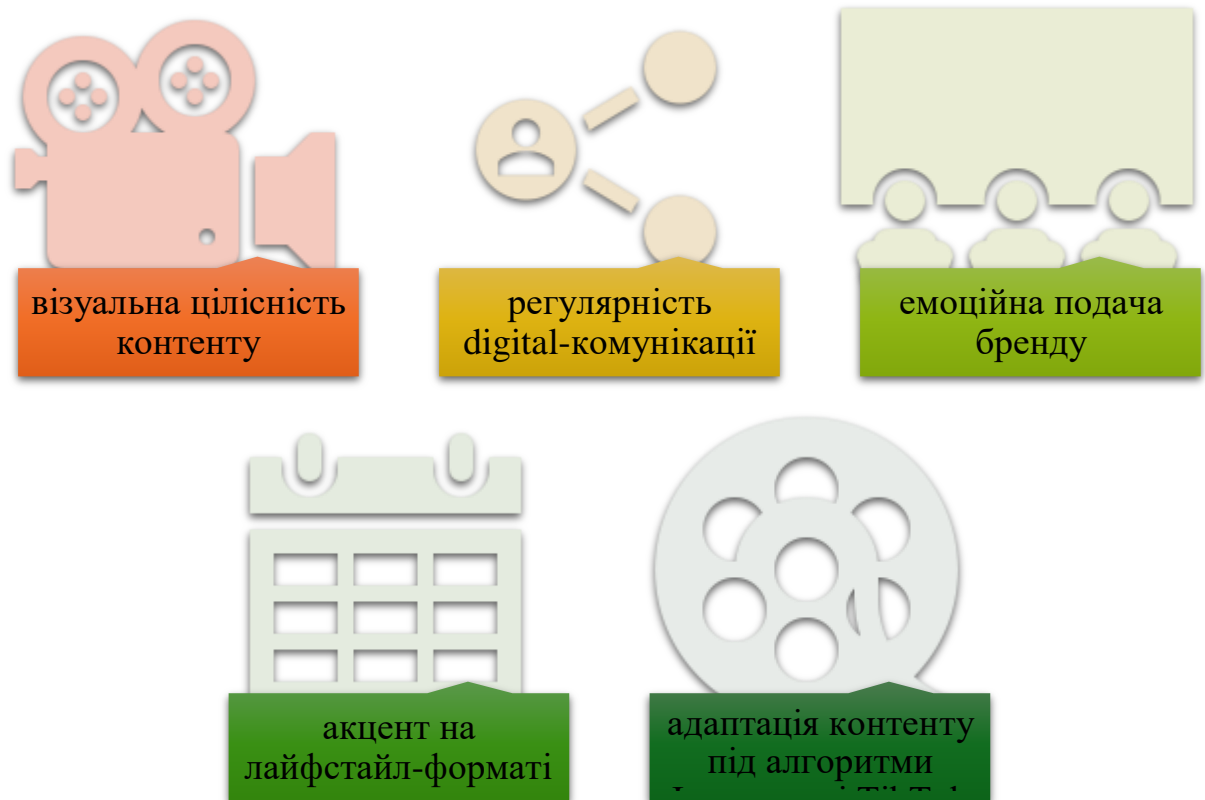 візуальна цілісність
контенту
регулярність
digital-комунікації
емоційна подача
бренду
акцент на
лайфстайл-форматі
адаптація контенту
під алгоритми